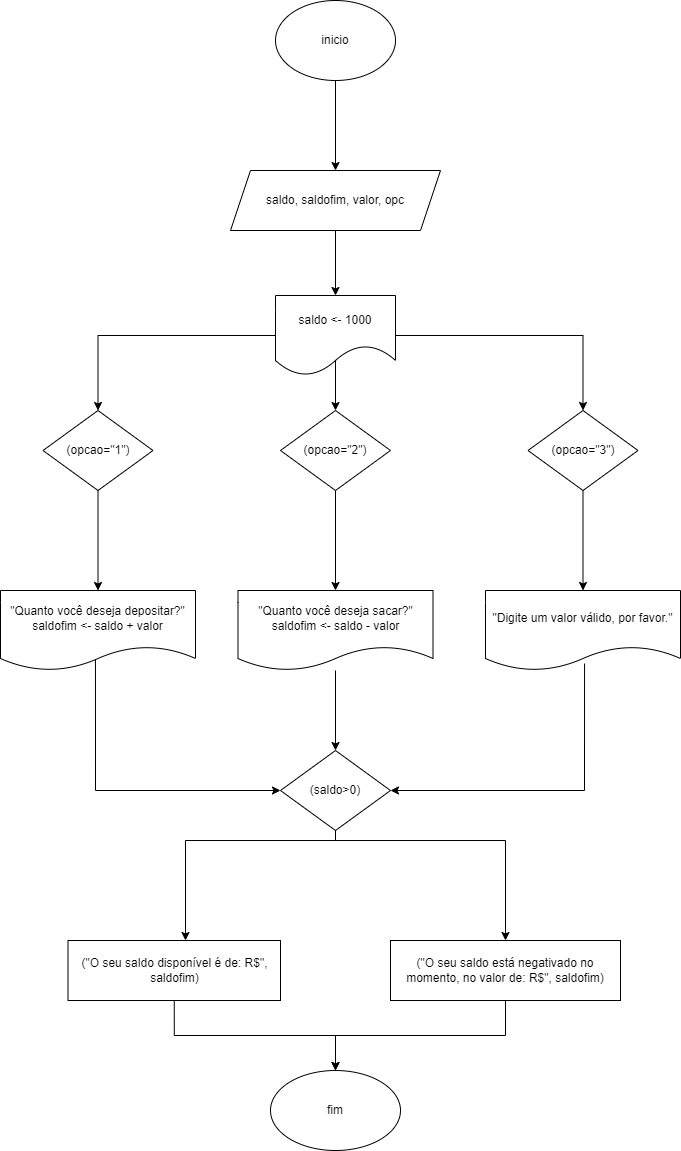 inicio
saldo, saldofim, valor, opc
saldo <- 1000
(opcao="1")
(opcao="2")
(opcao="3")
"Quanto você deseja depositar?"
saldofim <- saldo + valor
"Quanto você deseja sacar?"
saldofim <- saldo - valor
"Digite um valor válido, por favor."
(saldo>0)
("O seu saldo disponível é de: R$",
saldofim)
("O seu saldo está negativado no
momento, no valor de: R$", saldofim)
fim